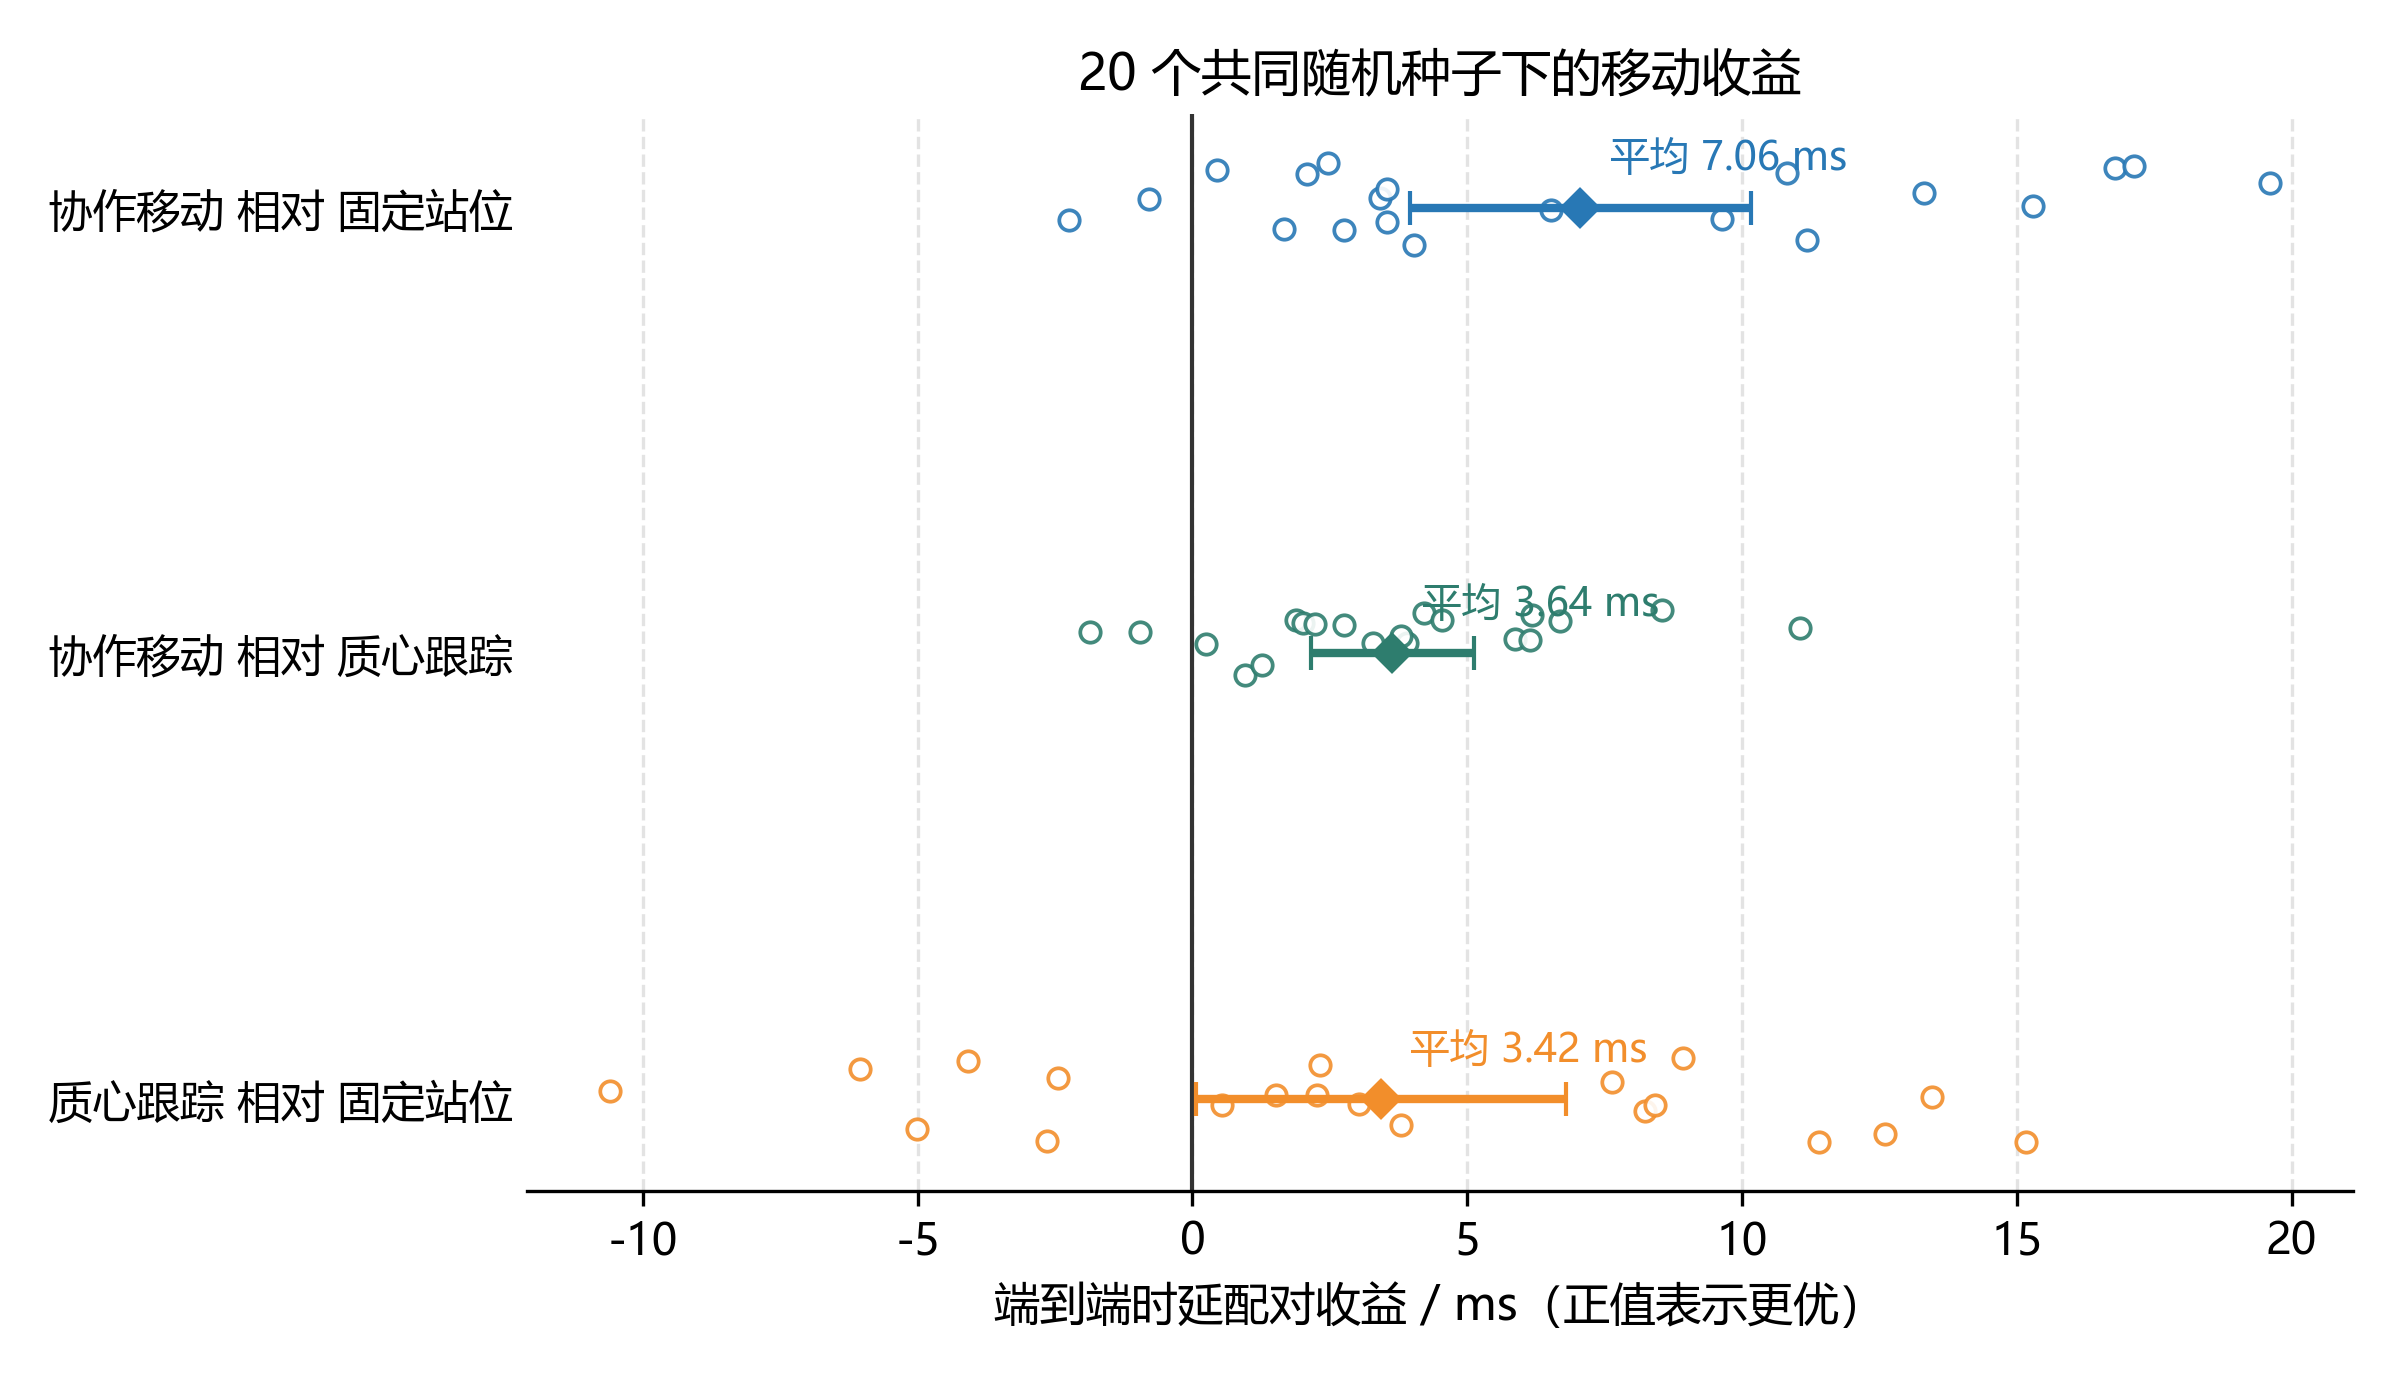 20 个共同随机种子下的移动收益
平均 7.06 ms
协作移动 相对 固定站位
平均 3.64 ms
协作移动 相对 质心跟踪
平均 3.42 ms
质心跟踪 相对 固定站位
-10 -5 0 5 10 15 20
端到端时延配对收益 / ms（正值表示更优）